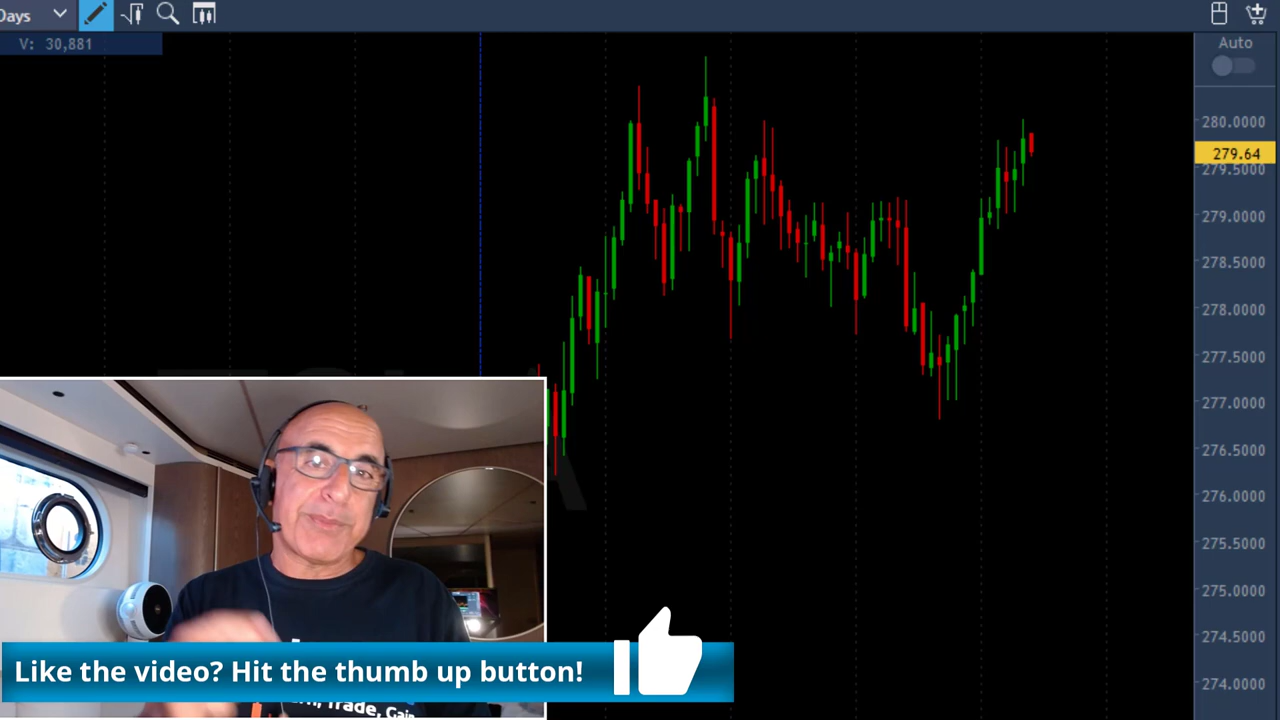 Days
V: 30,881
Auto
280.0000
279.64
279.5000
279.0000
278.5000
278.0000
277.5000
277.0000
276.5000
276.0000
275.5000
275.0000
274.5000
274.0000
Like the video? Hit the thumb up button!
Trade, Gain